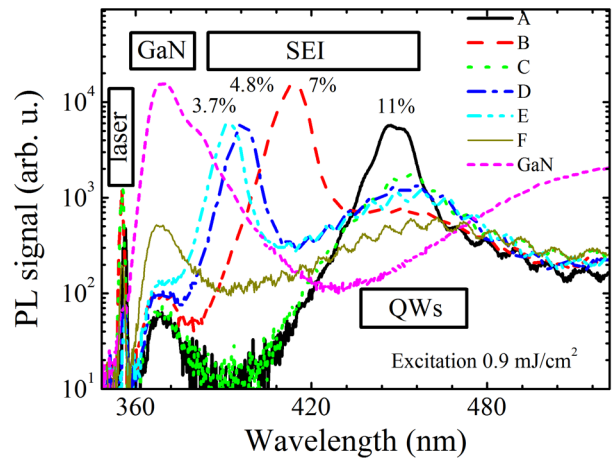 GaN
SEI
A
B
C
D
E
F
GaN
3.7%
4.8%
7%
11%
laser
QWs
Excitation 0.9 mJ/cm²
PL signal (arb. u.)
10⁴
10³
10²
10¹
360
420
480
Wavelength (nm)